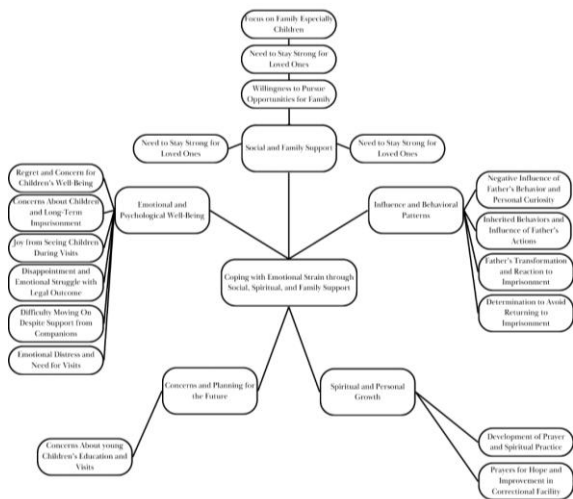 Focus on Family Especially
Children
Need to Stay Strong for
Loved Ones
Willingness to Pursue
Opportunities for Family
Need to Stay Strong for
Loved Ones
Social and Family Support
Need to Stay Strong for
Loved Ones
Regret and Concern for
Children's Well-Being
Concerns About Children
and Long-Term
Imprisonment
Joy from Seeing Children
During Visits
Disappointment and
Emotional Struggle with
Legal Outcome
Difficulty Moving On
Despite Support from
Companions
Emotional Distress and
Need for Visits
Emotional and
Psychological Well-Being
Influence and Behavioral
Patterns
Negative Influence of
Father's Behavior and
Personal Curiosity
Inherited Behaviors and
Influence of Father's
Actions
Father's Transformation
and Reaction to
Imprisonment
Determination to Avoid
Returning to
Imprisonment
Coping with Emotional Strain through
Social, Spiritual, and Family Support
Concerns and Planning for
the Future
Spiritual and Personal
Growth
Concerns About young
Children's Education and
Visits
Development of Prayer
and Spiritual Practice
Prayers for Hope and
Improvement in
Correctional Facility